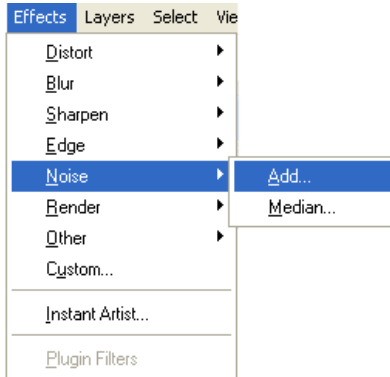 Effects Layers Select Vie
Distort
Blur
Sharpen
Edge
Noise
Add...
Render
Median...
Other
Custom...
Instant Artist...
Plugin Filters